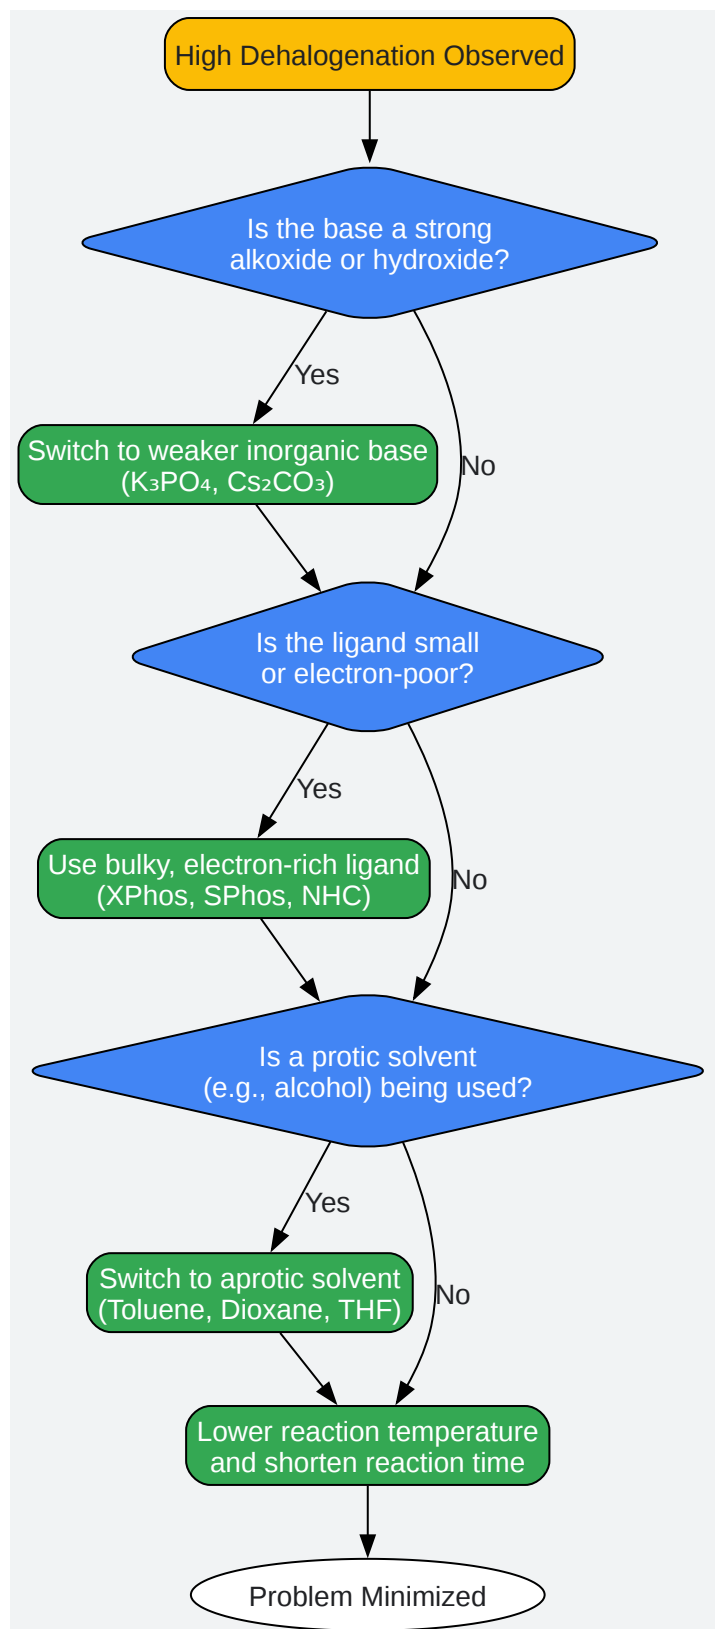 High Dehalogenation Observed
Is the base a strong
alkoxide or hydroxide?
Yes
Switch to weaker inorganic base
(K₃PO₄, Cs₂CO₃)
No
Is the ligand small
or electron-poor?
Yes
Use bulky, electron-rich ligand
(XPhos, SPhos, NHC)
No
Is a protic solvent
(e.g., alcohol) being used?
Yes
Switch to aprotic solvent
(Toluene, Dioxane, THF)
No
Lower reaction temperature
and shorten reaction time
Problem Minimized